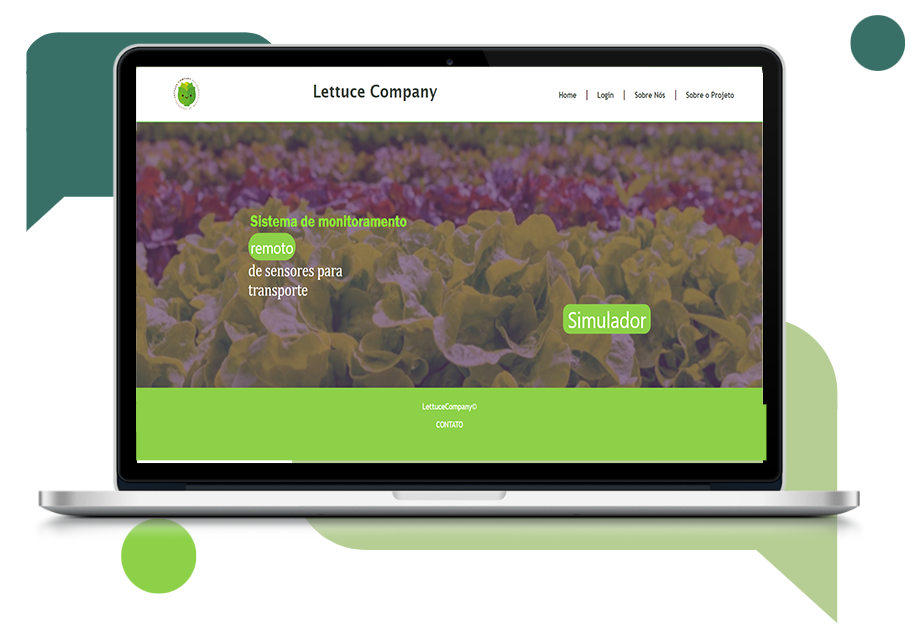 Lettuce Company
Home | Login | Sobre Nós | Sobre o Projeto
Sistema de monitoramento
remoto
de sensores para
transporte
Simulador
LettuceCompany©
CONTATO